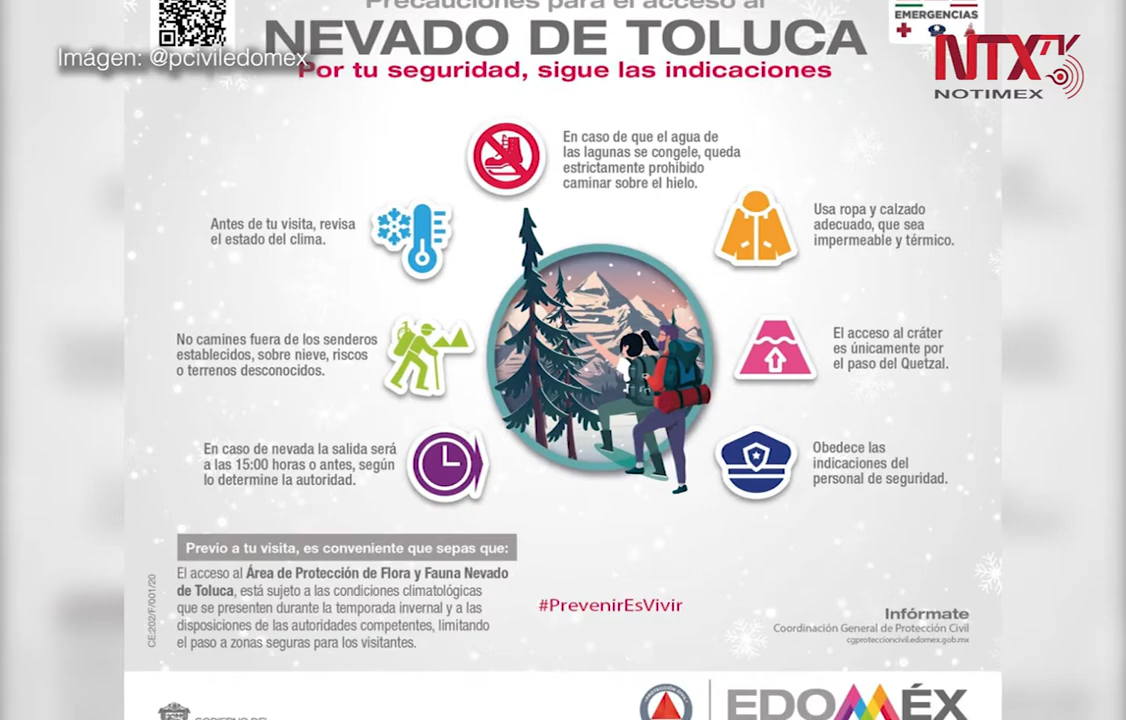 Precauciones para el acceso al
NEVADO DE TOLUCA
Por tu seguridad, sigue las indicaciones
Imágen: @pciviledomex
EMERGENCIAS
NTX TV
NOTIMEX
En caso de que el agua de
las lagunas se congele, queda
estrictamente prohibido
caminar sobre el hielo.
Antes de tu visita, revisa
el estado del clima.
Usa ropa y calzado
adecuado, que sea
impermeable y térmico.
No camines fuera de los senderos
establecidos, sobre nieve, riscos
o terrenos desconocidos.
El acceso al cráter
es únicamente por
el paso del Quetzal.
En caso de nevada la salida será
a las 15:00 horas o antes, según
lo determine la autoridad.
Obedece las
indicaciones del
personal de seguridad.
Previo a tu visita, es conveniente que sepas que:
El acceso al Área de Protección de Flora y Fauna Nevado
de Toluca, está sujeto a las condiciones climatológicas
que se presenten durante la temporada invernal y a las
disposiciones de las autoridades competentes, limitando
el paso a zonas seguras para los visitantes.
CE:202/F/001/20
#PrevenirEsVivir
Infórmate
Coordinación General de Protección Civil
cgproteccioncivil.edomex.gob.mx
GOBIERNO DEL
PROTECCIÓN CIVIL
EDOMÉX